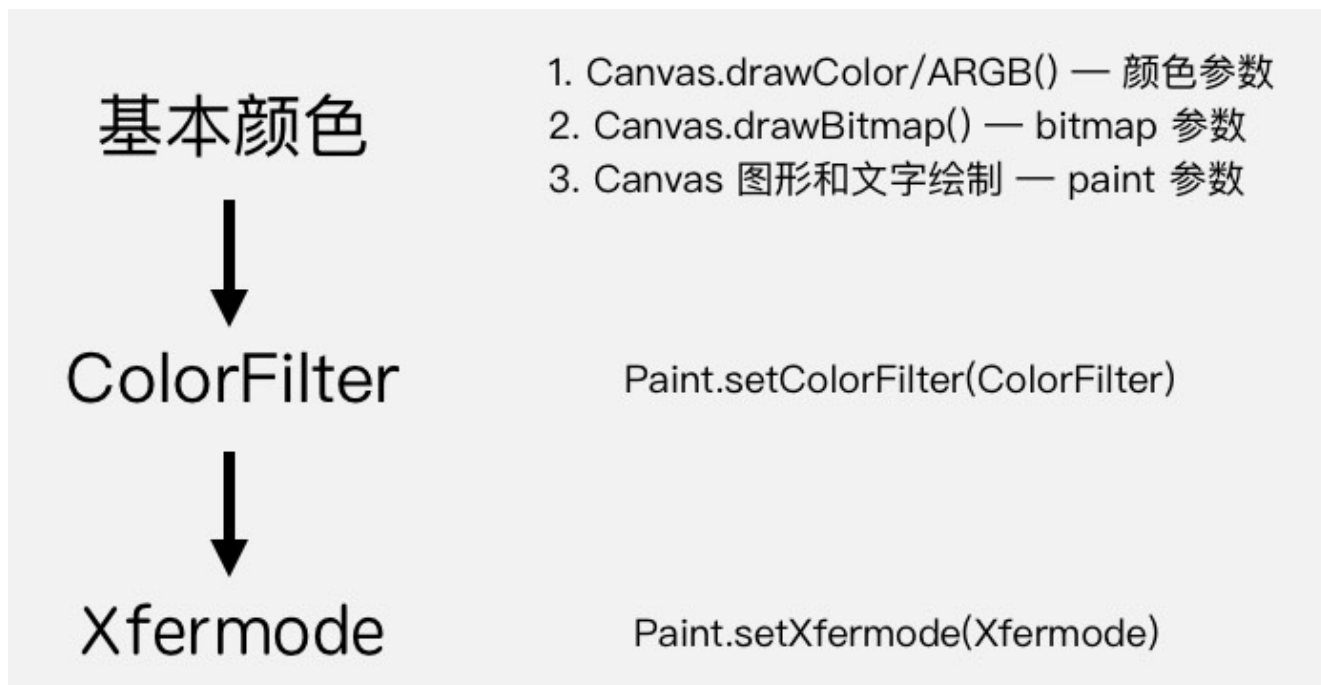 基本颜色
1. Canvas.drawColor/ARGB() — 颜色参数
2. Canvas.drawBitmap() — bitmap 参数
3. Canvas 图形和文字绘制 — paint 参数
ColorFilter
Paint.setColorFilter(ColorFilter)
Xfermode
Paint.setXfermode(Xfermode)